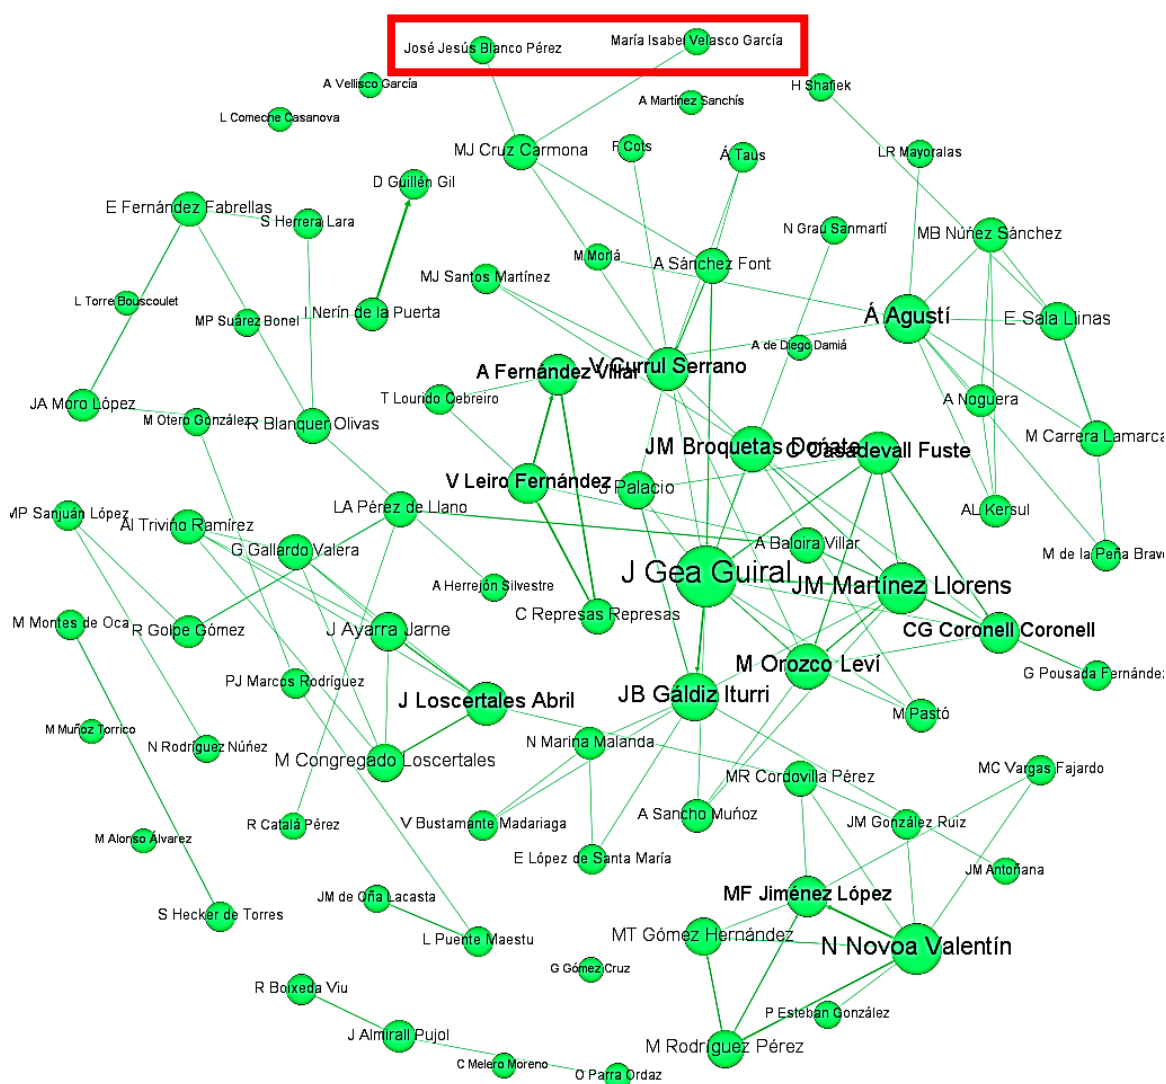 María Isabel Velasco García
José Jesús Blanco Pérez
A Vellisco García
H Shafiek
A Martínez Sanchís
L Comeche Casanova
MJ Cruz Carmona
F Cots
Á Taus
LR Mayoralas
D Guillén Gil
E Fernández Fabrellas
S Herrera Lara
N Grau Sanmartí
MB Núñez Sánchez
M Morlá
A Sánchez Font
MJ Santos Martínez
L Torre Bouscoulet
MP Suárez Bonel
I Nerín de la Puerta
Á Agustí
E Sala Llinas
A de Diego Damiá
V Curull Serrano
A Fernández Villar
T Lourido Cebreiro
JA Moro López
M Otero González
R Blanquer Olivas
A Noguera
M Carrera Lamarca
JM Broquetas Doñate
C Casadevall Fuste
V Leiro Fernández
J Palacio
LA Pérez de Llano
MP Sanjuán López
AI Triviño Ramírez
AL Kersul
G Gallardo Valera
A Baloira Villar
M de la Peña Bravo
J Gea Guiral
JM Martínez Llorens
A Herrejón Silvestre
C Represas Represas
M Montes de Oca
R Golpe Gómez
J Ayarra Jarne
CG Coronell Coronell
M Orozco Leví
G Pousada Fernández
PJ Marcos Rodríguez
J Loscertales Abril
JB Gáldiz Iturri
M Pastó
M Muñoz Torrico
N Rodríguez Núñez
N Marina Malanda
M Congregado Loscertales
MR Cordovilla Pérez
MC Vargas Fajardo
A Sancho Muñoz
R Catalá Pérez
V Bustamante Madariaga
JM González Ruiz
M Alonso Álvarez
E López de Santa María
JM Antoñana
JM de Oña Lacasta
MF Jiménez López
S Hecker de Torres
MT Gómez Hernández
L Puente Maestu
N Novoa Valentín
G Gómez Cruz
R Boixeda Viu
P Esteban González
J Almirall Pujol
M Rodríguez Pérez
C Melero Moreno
O Parra Ordaz